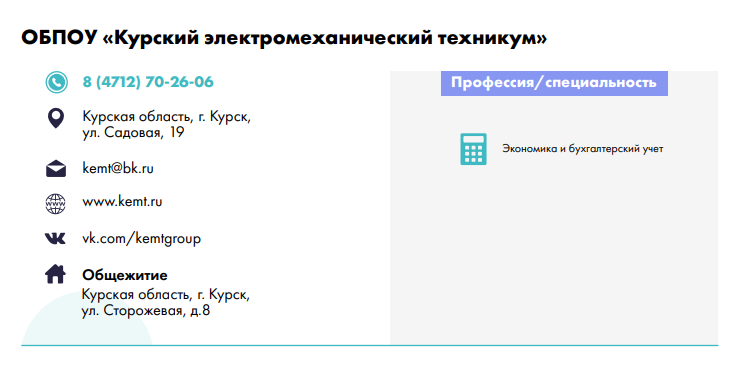 ОБПОУ «Курский электромеханический техникум»
8 (4712) 70-26-06
Курская область, г. Курск,
ул. Садовая, 19
kemt@bk.ru
www
www.kemt.ru
vk.com/kemtgroup
Общежитие
Курская область, г. Курск,
ул. Сторожевая, д.8
Профессия/специальность
Экономика и бухгалтерский учет